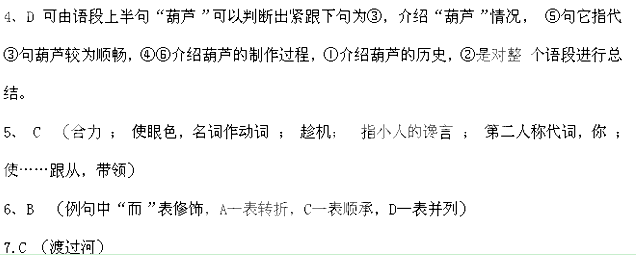 4、D 可由语段上半句“葫芦”可以判断出紧跟下句为③，介绍“葫芦”情况， ⑤句它指代
③句葫芦较为顺畅，④⑥介绍葫芦的制作过程，①介绍葫芦的历史，②是对整 个语段进行总
结。
5、 C （合力 ； 使眼色，名词作动词 ； 趁机； 指小人的谗言 ； 第二人称代词，你 ；
使……跟从，带领）
6、B （例句中“而”表修饰，A—表转折，C—表顺承，D—表并列）
7.C （渡过河）